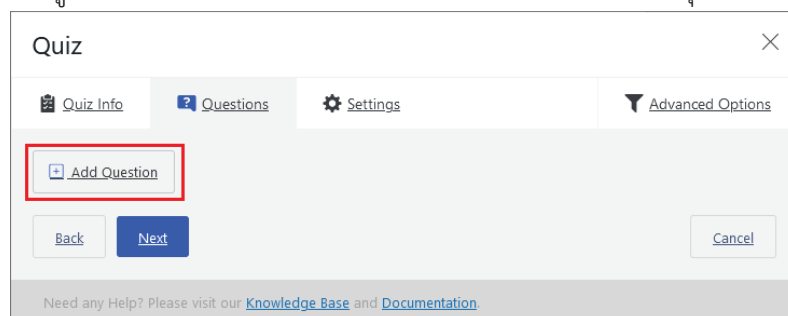 Quiz
Quiz Info Questions Settings Advanced Options
Add Question
Back Next Cancel
Need any Help? Please visit our Knowledge Base and Documentation.